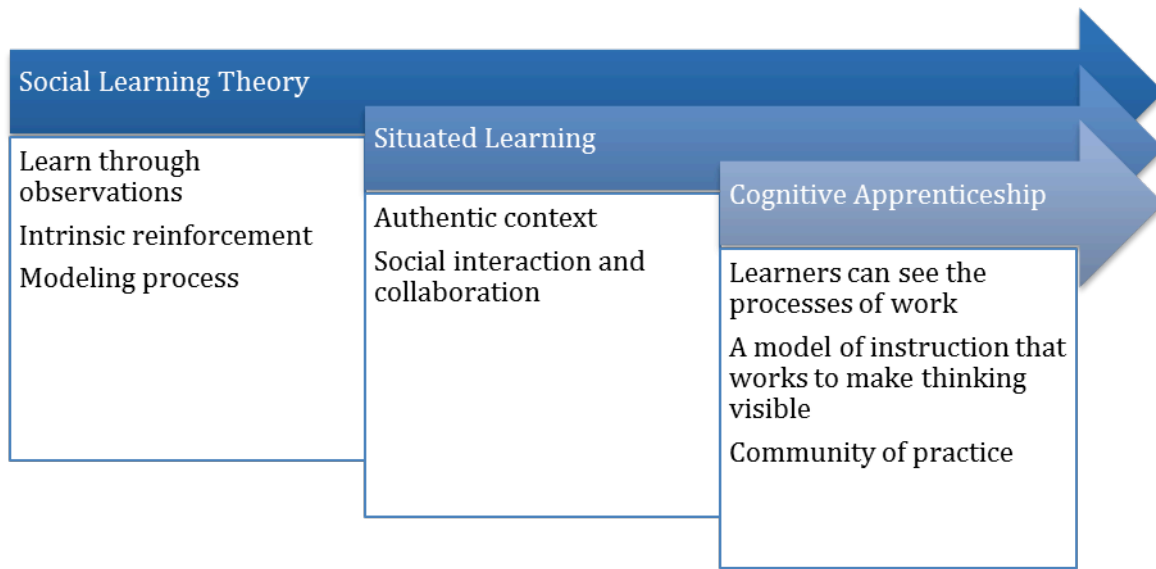 Social Learning Theory
Learn through
observations
Intrinsic reinforcement
Modeling process
Situated Learning
Authentic context
Social interaction and
collaboration
Cognitive Apprenticeship
Learners can see the
processes of work
A model of instruction that
works to make thinking
visible
Community of practice